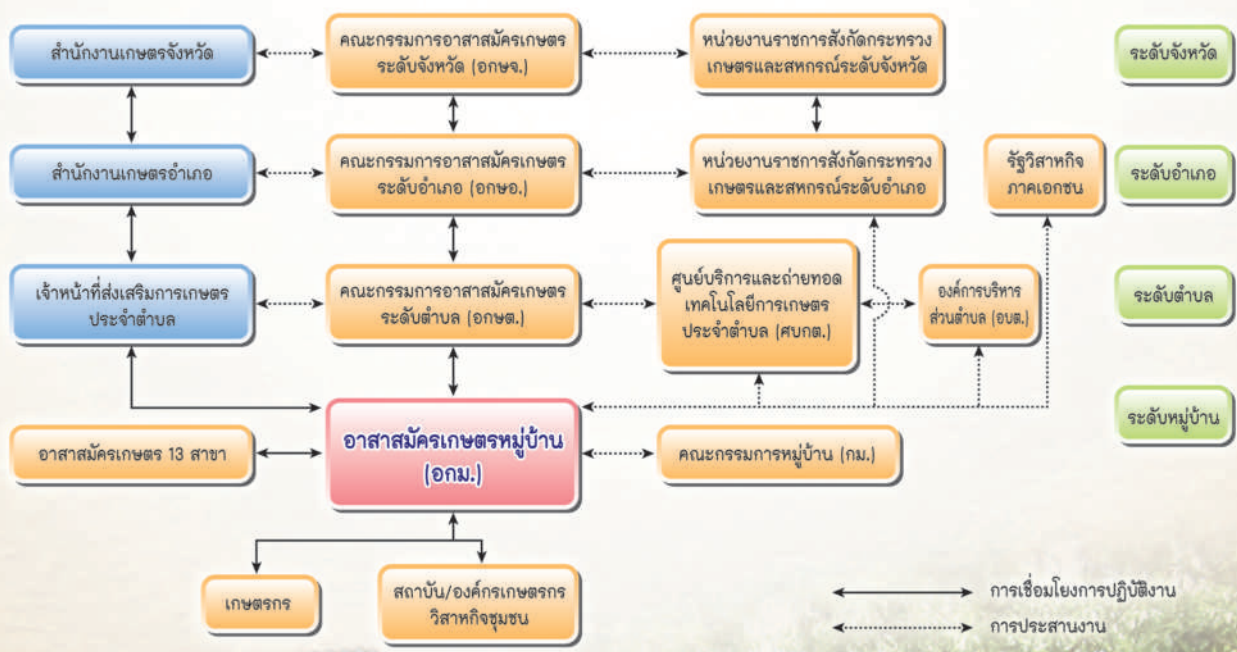 สำนักงานเกษตรจังหวัด
คณะกรรมการอาสาสมัครเกษตร
ระดับจังหวัด (อกษจ.)
หน่วยงานราชการสังกัดกระทรวง
เกษตรและสหกรณ์ระดับจังหวัด
ระดับจังหวัด
สำนักงานเกษตรอำเภอ
คณะกรรมการอาสาสมัครเกษตร
ระดับอำเภอ (อกษอ.)
หน่วยงานราชการสังกัดกระทรวง
เกษตรและสหกรณ์ระดับอำเภอ
รัฐวิสาหกิจ
ภาคเอกชน
ระดับอำเภอ
เจ้าหน้าที่ส่งเสริมการเกษตร
ประจำตำบล
คณะกรรมการอาสาสมัครเกษตร
ระดับตำบล (อกษต.)
ศูนย์บริการและถ่ายทอด
เทคโนโลยีการเกษตร
ประจำตำบล (ศบกต.)
องค์การบริหาร
ส่วนตำบล (อบต.)
ระดับตำบล
อาสาสมัครเกษตร 13 สาขา
อาสาสมัครเกษตรหมู่บ้าน
(อกม.)
คณะกรรมการหมู่บ้าน (กม.)
ระดับหมู่บ้าน
เกษตรกร
สถาบัน/องค์กรเกษตรกร
วิสาหกิจชุมชน
การเชื่อมโยงการปฏิบัติงาน
การประสานงาน